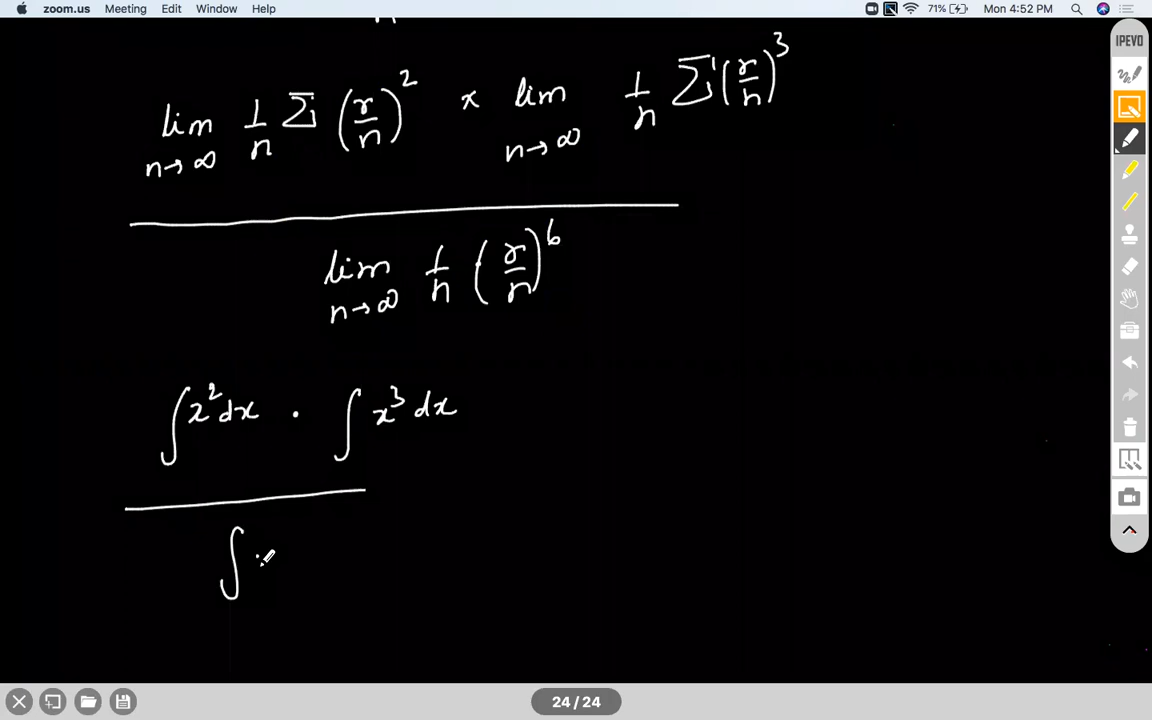 zoom.us Meeting Edit Window Help 71% Mon 4:52 PM
IPEVO
lim n→∞ 1/n Σ (r/n)^2 × lim n→∞ 1/n Σ (r/n)^3
lim n→∞ 1/n (r/n)^6
∫x^2 dx . ∫x^3 dx
∫
24 / 24